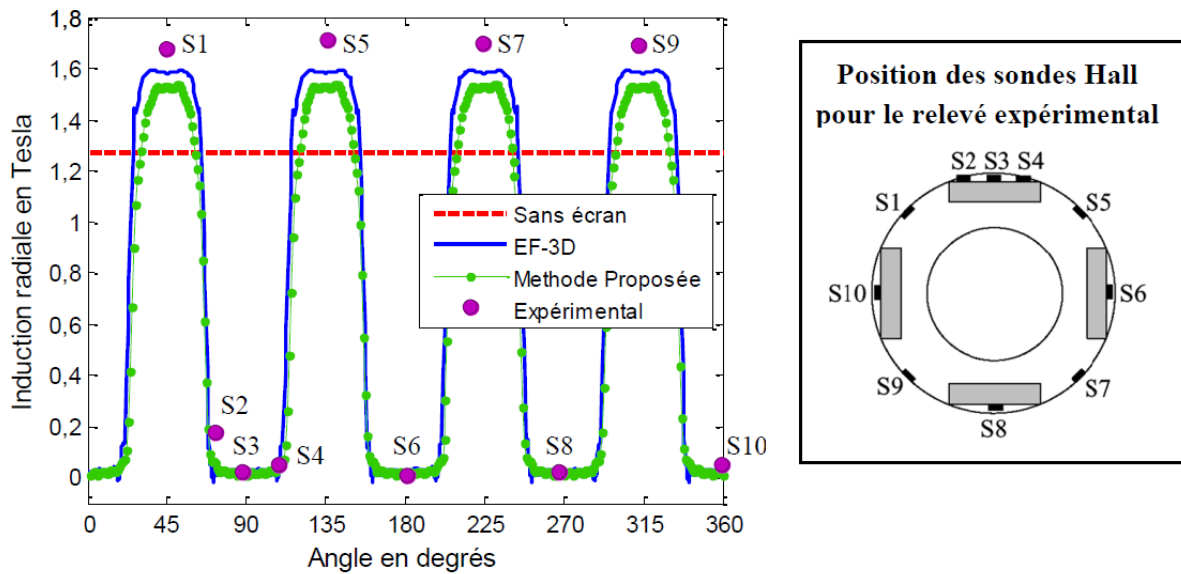 1,8
1,6
1,4
1,2
1
0,8
0,6
0,4
0,2
0
Induction radiale en Tesla
S1
S5
S7
S9
Sans écran
EF-3D
Methode Proposée
Expérimental
S2
S3
S4
S6
S8
S10
0
45
90
135
180
225
270
315
360
Angle en degrés
Position des sondes Hall
pour le relevé expérimental
S2
S3
S4
S1
S5
S10
S6
S9
S7
S8